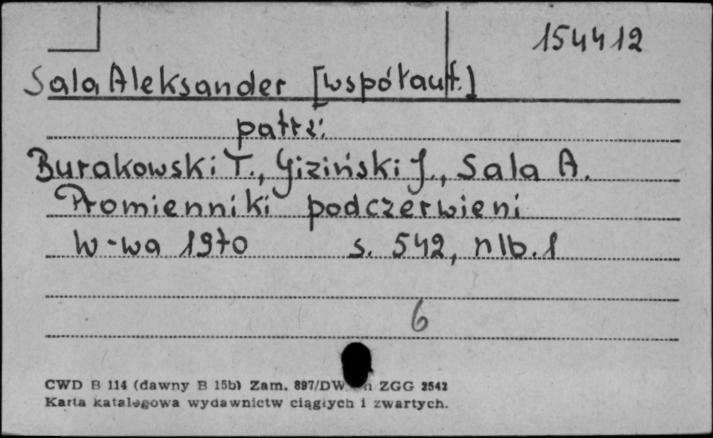 154412
Sala Aleksander [współaut.]
patrz:
Burakowski T., Giziński J., Sala A.
Promienniki podczerwieni
W-wa 1970 s. 542, nlb. 1
6
CWD B 114 (dawny B 15b) Zam. 897/DW ZGG 2542
Karta katalogowa wydawnictw ciągłych i zwartych.